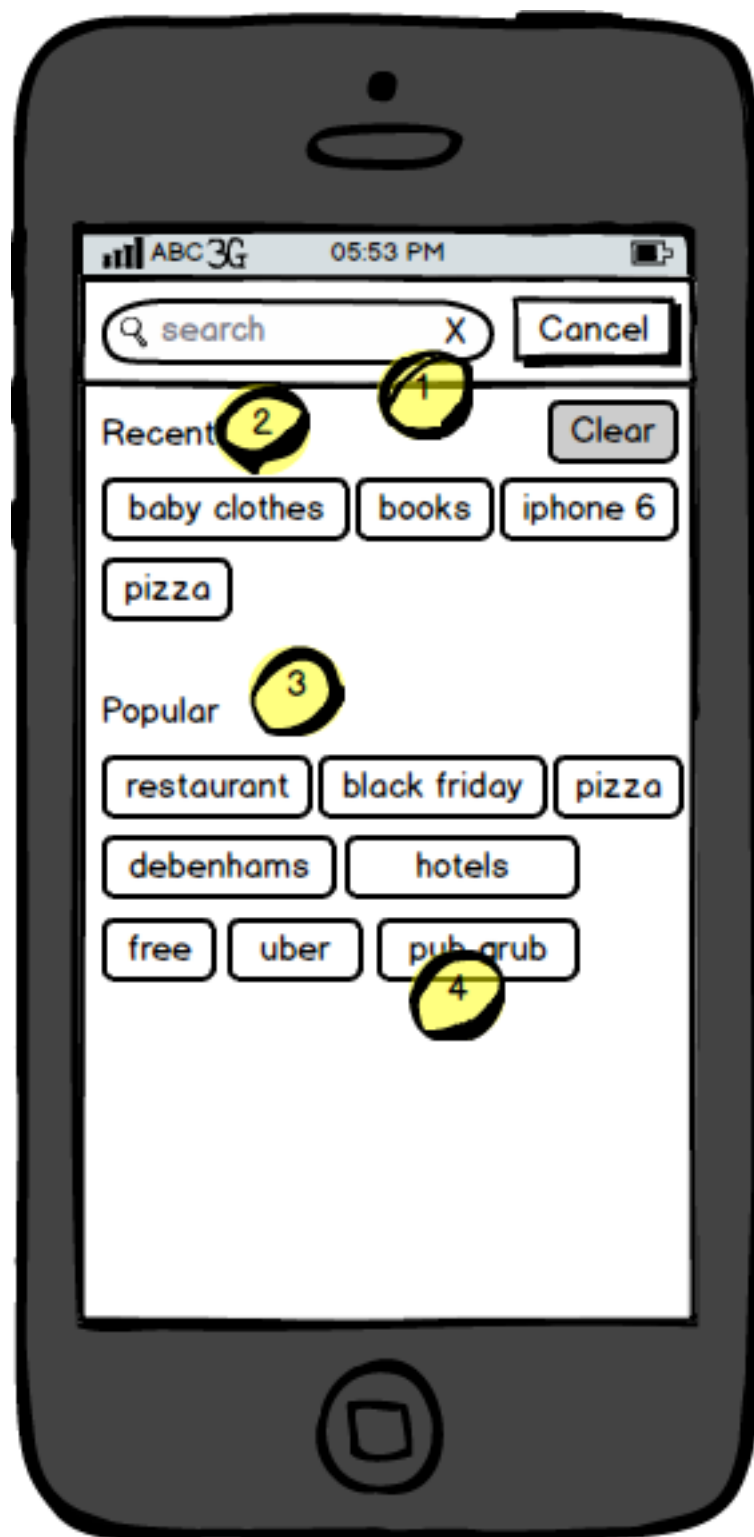 ABC 3G 05:53 PM
search X Cancel
1
Recent 2 Clear
baby clothes books iphone 6
pizza
3
Popular
restaurant black friday pizza
debenhams hotels
free uber pub grub
4